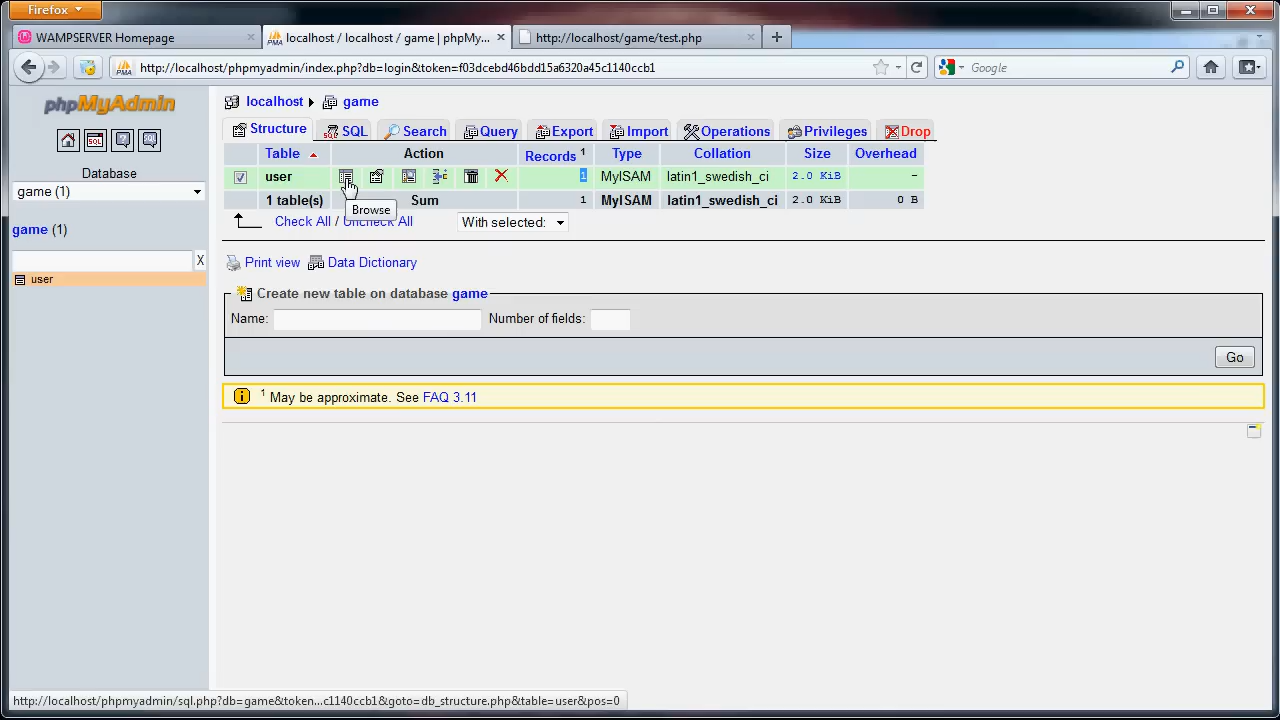 Firefox
WAMPSERVER Homepage
localhost / localhost / game | phpMy...
http://localhost/game/test.php
http://localhost/phpmyadmin/index.php?db=login&token=f03dcebd46bdd15a6320a45c1140ccb1
Google
phpMyAdmin
localhost
game
SQL
Database
game (1)
game (1)
X
user
Structure
SQL
Search
Query
Export
Import
Operations
Privileges
Drop
Table Action Records 1 Type Collation Size Overhead
user 1 MyISAM latin1_swedish_ci 2.0 KiB -
1 table(s) Sum 1 MyISAM latin1_swedish_ci 2.0 KiB 0 B
Browse
Check All / Uncheck All With selected:
Print view Data Dictionary
Create new table on database game
Name: Number of fields:
Go
1 May be approximate. See FAQ 3.11
http://localhost/phpmyadmin/sql.php?db=game&token...c1140ccb1&goto=db_structure.php&table=user&pos=0